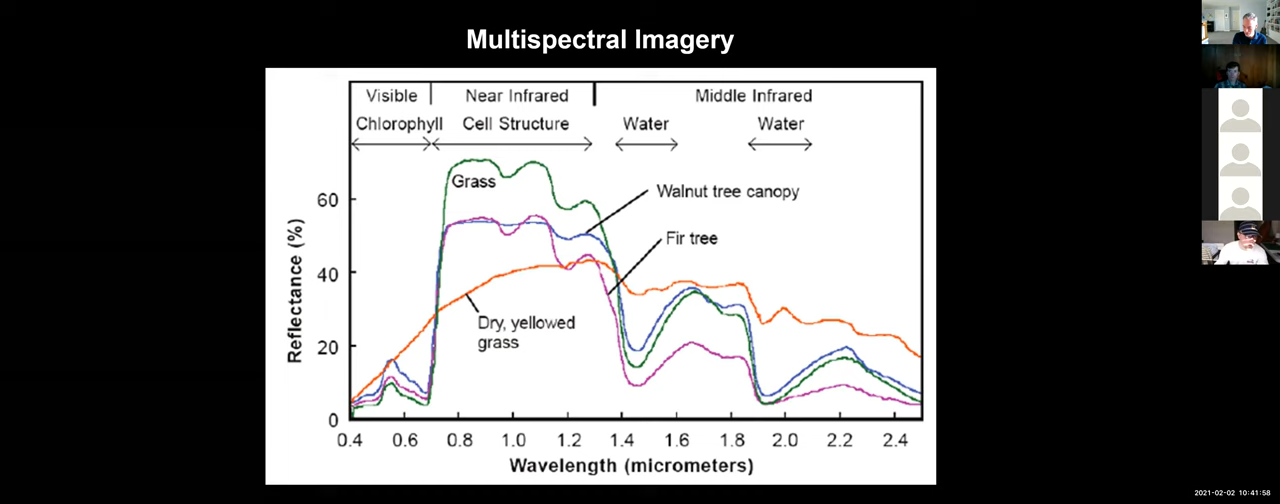 Multispectral Imagery
Visible
Near Infrared
Middle Infrared
Chlorophyll
Cell Structure
Water
Water
Grass
Walnut tree canopy
Fir tree
Dry, yellowed
grass
Reflectance (%)
60
40
20
0
0.4 0.6 0.8 1.0 1.2 1.4 1.6 1.8 2.0 2.2 2.4
Wavelength (micrometers)
2021-02-02 10:41:58